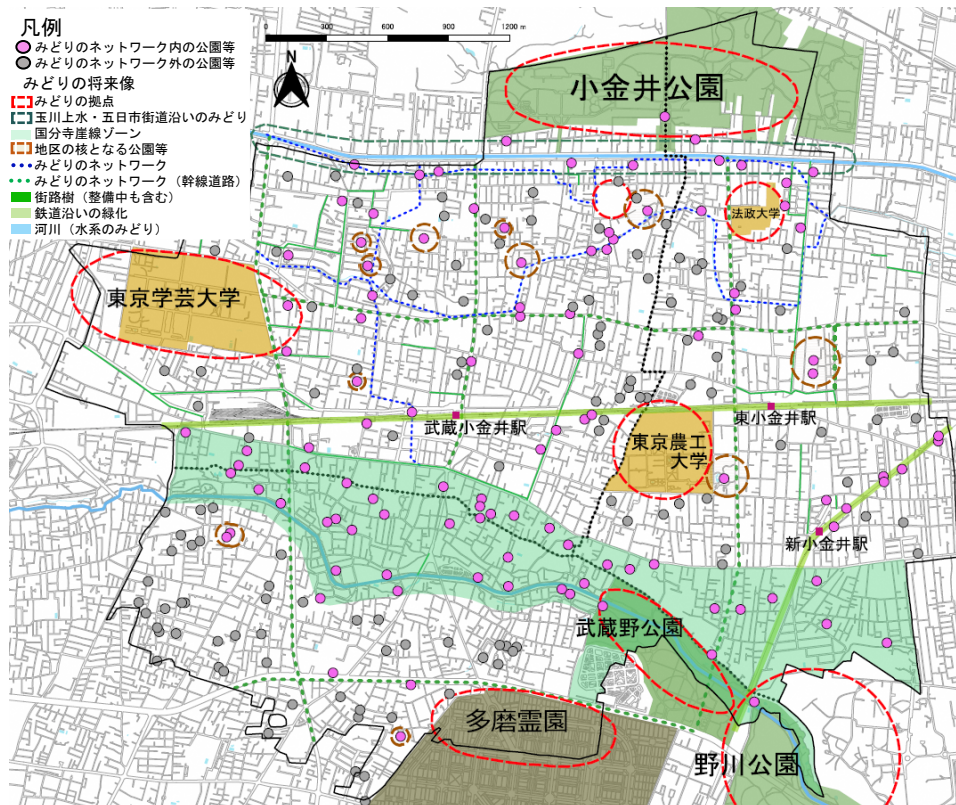 凡例
みどりのネットワーク内の公園等
みどりのネットワーク外の公園等
みどりの将来像
みどりの拠点
玉川上水・五日市街道沿いのみどり
国分寺崖線ゾーン
地区の核となる公園等
みどりのネットワーク
みどりのネットワーク（幹線道路）
街路樹（整備中も含む）
鉄道沿いの緑化
河川（水系のみどり）
0 300 600 900 1200 m
N
小金井公園
法政大学
東京学芸大学
武蔵小金井駅
東小金井駅
東京農工
大学
新小金井駅
武蔵野公園
多磨霊園
野川公園